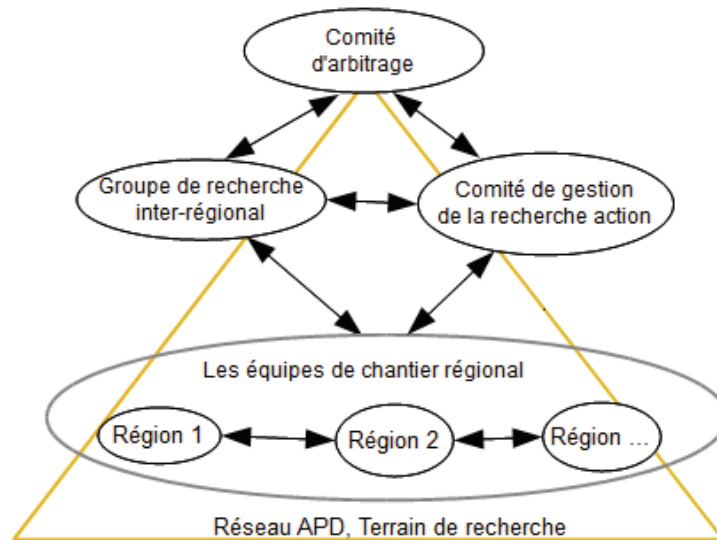 Comité
d'arbitrage
Groupe de recherche
inter-régional
Comité de gestion
de la recherche action
Les équipes de chantier régional
Région 1
Région 2
Région ...
Réseau APD, Terrain de recherche